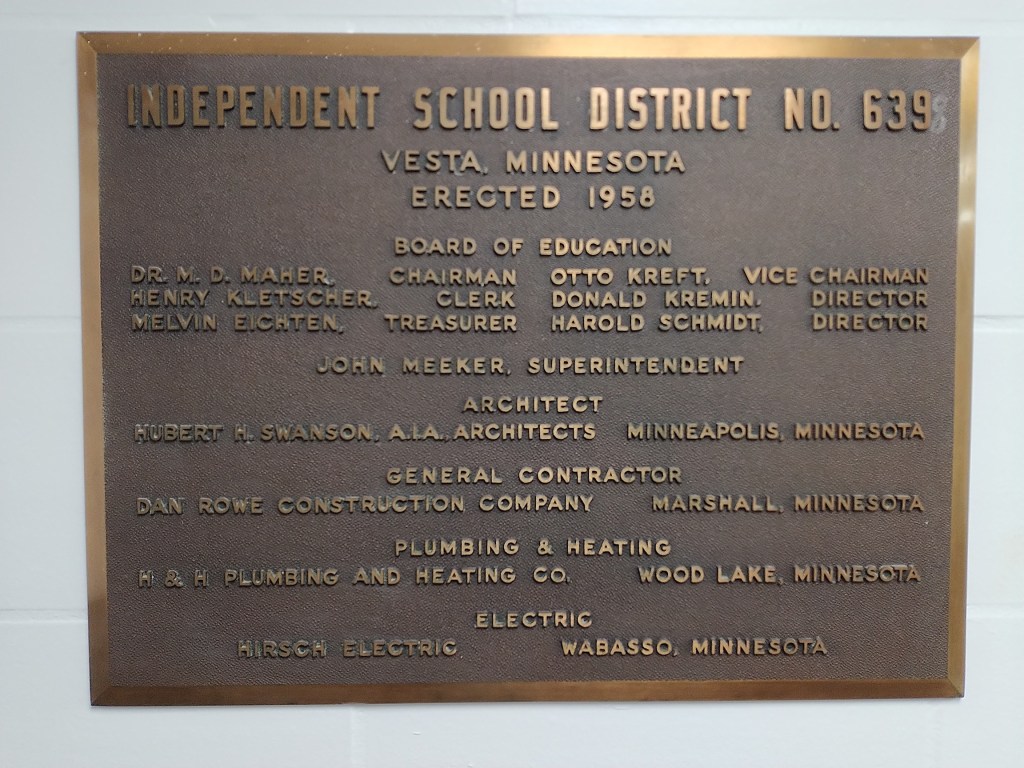 INDEPENDENT SCHOOL DISTRICT NO. 639
VESTA, MINNESOTA
ERECTED 1958
BOARD OF EDUCATION
DR. M. D. MAHER, CHAIRMAN OTTO KREFT, VICE CHAIRMAN
HENRY KLETSCHER, CLERK DONALD KREMIN, DIRECTOR
MELVIN EICHTEN, TREASURER HAROLD SCHMIDT, DIRECTOR
JOHN MEEKER, SUPERINTENDENT
ARCHITECT
HUBERT H. SWANSON, A.I.A., ARCHITECTS MINNEAPOLIS, MINNESOTA
GENERAL CONTRACTOR
DAN ROWE CONSTRUCTION COMPANY MARSHALL, MINNESOTA
PLUMBING & HEATING
H & H PLUMBING AND HEATING CO. WOOD LAKE, MINNESOTA
ELECTRIC
HIRSCH ELECTRIC WABASSO, MINNESOTA